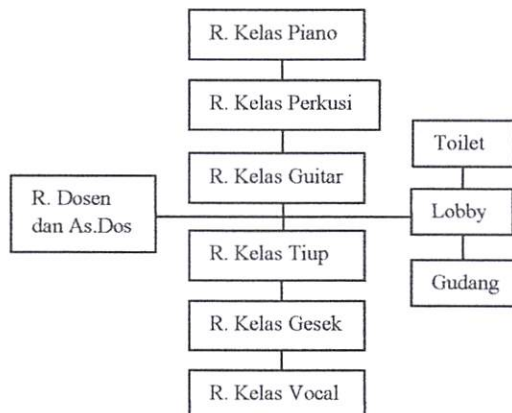 R. Kelas Piano
R. Kelas Perkusi
Toilet
R. Kelas Guitar
R. Dosen
dan As.Dos
Lobby
R. Kelas Tiup
Gudang
R. Kelas Gesek
R. Kelas Vocal